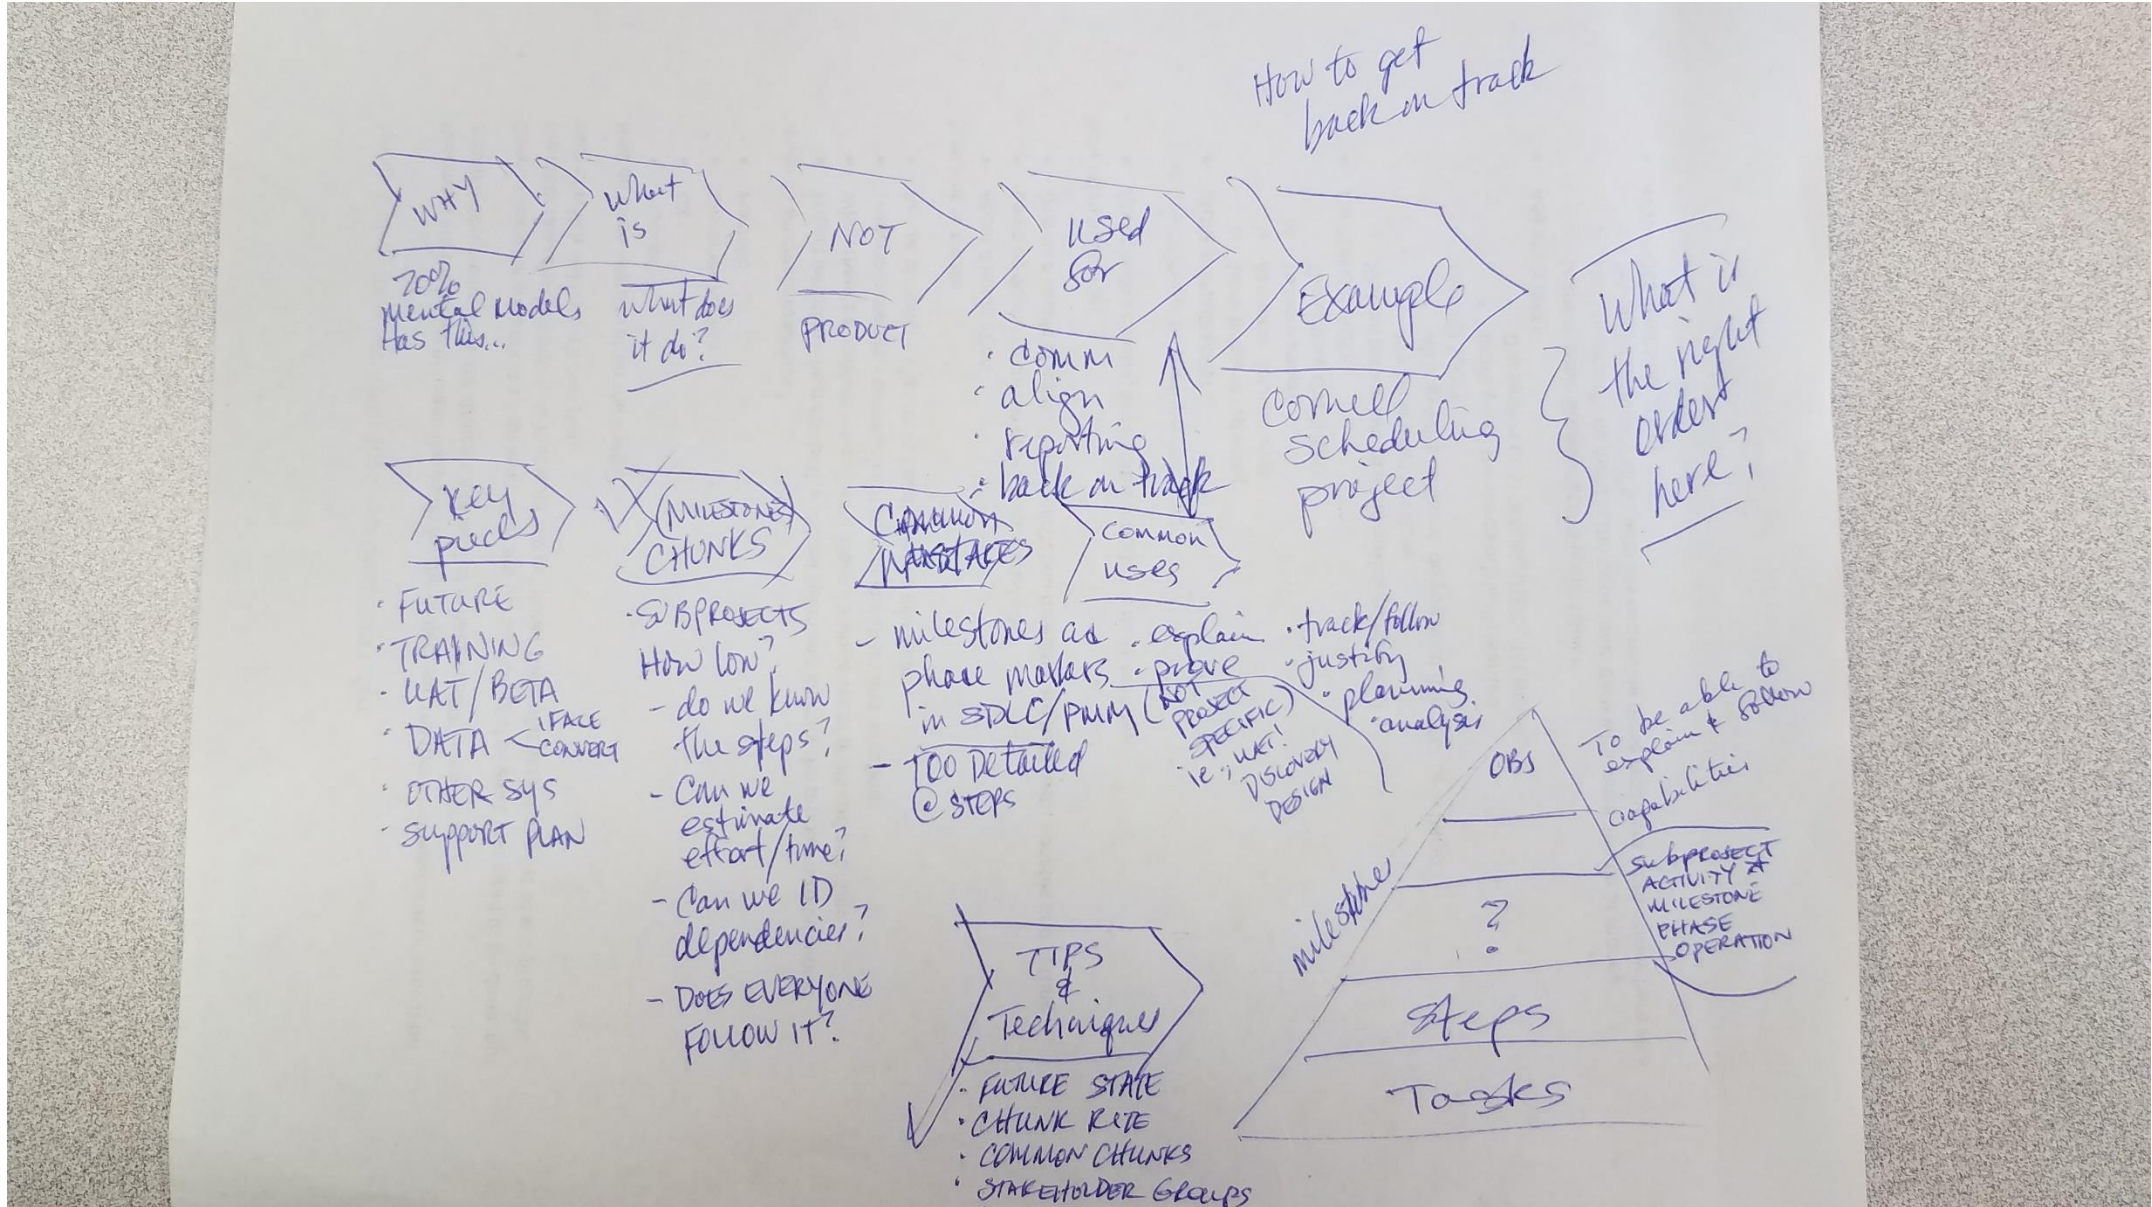 How to get
back on track
WHY
70%
mental models
Has this...
what
is
what does
it do?
NOT
PRODUCT
used
for
· comm
· align
· reporting
· back on track
Example
Cornell
scheduling
project
What is
the right
order
here?
key
pieces
· FUTURE
· TRAINING
· UAT/BETA
· DATA < IFACE
CONVERT
· OTHER SYS
· SUPPORT PLAN
(MILESTONES)
CHUNKS
· SUBPROJECTS
How low?
- do we know
the steps?
- Can we
estimate
effort/time?
- Can we ID
dependencies?
- DOES EVERYONE
FOLLOW IT?
COMMON
MISTAKES
- milestones as
phase markers
in SDLC/PMM (NOT
PROJECT
SPECIFIC)
ie, UAT!
DISCOVERY
DESIGN
- TOO Detailed
@ STEPS
COMMON
USES
· explain
· prove
· track/follow
· justify
· planning
· analysis
TIPS
&
Techniques
· FUTURE STATE
· CHUNK RITE
· COMMON CHUNKS
· STAKEHOLDER GROUPS
milestone
OBS
?
Steps
Tasks
To be able to
explain & follow
capabilities
Subproject
ACTIVITY
MILESTONE
PHASE
OPERATION